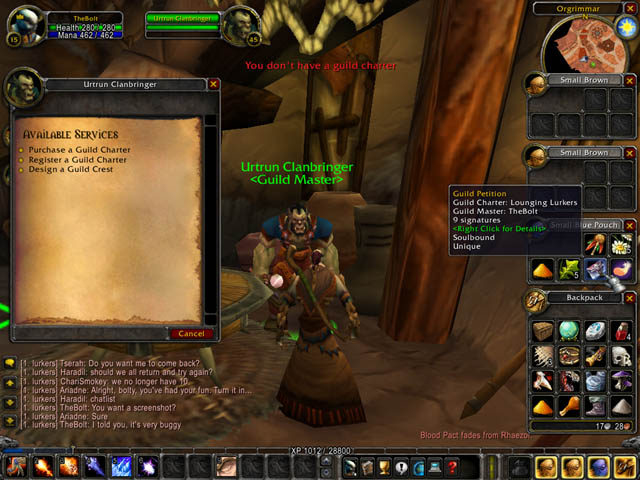 TheBolt
Health 280 / 280
Mana 462 / 462
15
Urtrun Clanbringer
45
Orgrimmar
N
You don't have a guild charter
Urtrun Clanbringer
AVAILABLE SERVICES
Purchase a Guild Charter
Register a Guild Charter
Design a Guild Crest
Cancel
Urtrun Clanbringer
<Guild Master>
Small Brown ...
Small Brown ...
Guild Petition
Guild Charter: Lounging Lurkers
Guild Master: TheBolt
9 signatures
<Right Click for Details>
Soulbound
Unique
Small Blue Pouch
5
Backpack
17 28
[1. lurkers] Tserah: Do you want me to come back?
[1. lurkers] Haradil: should we all return and try again?
[1. lurkers] ChariSmokey: we no longer have 10
[1. lurkers] Ariadne: Alright, bolty, you've had your fun. Turn it in...
[1. lurkers] Haradil: chatlist
[1. lurkers] TheBolt: You want a screenshot?
[1. lurkers] Ariadne: Sure
[1. lurkers] TheBolt: I told you, it's very buggy
Blood Pact fades from Rhaezor.
XP 1012 / 28800